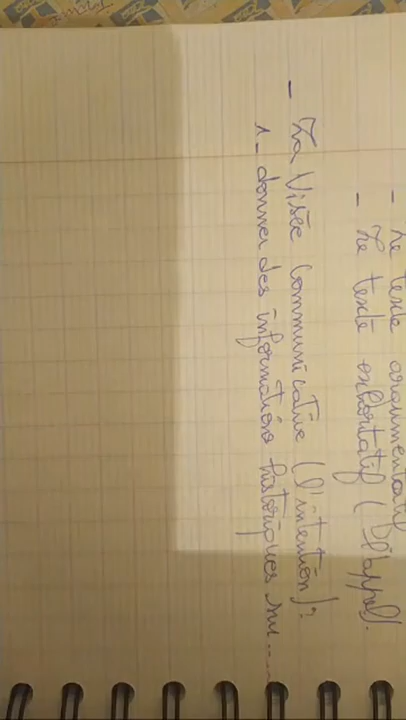 - Le texte argumentatif
- Le texte exhortatif (l'appel).
- La Visée Communicative (l'intention)?
1- donner des informations historiques sur...